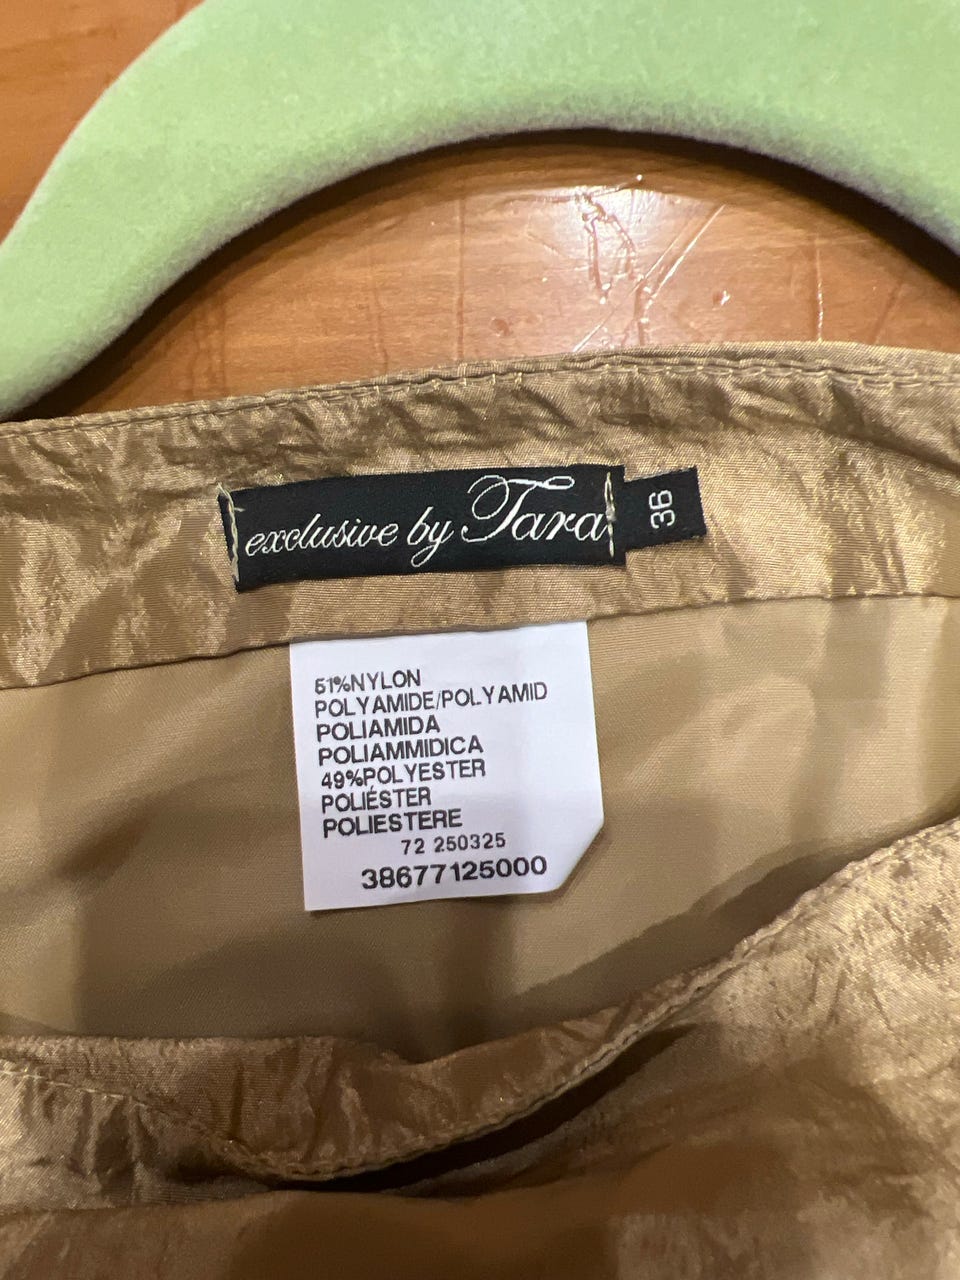 exclusive by Tara
36
51%NYLON
POLYAMIDE/POLYAMID
POLIAMIDA
POLIAMMIDICA
49%POLYESTER
POLIÉSTER
POLIESTERE
72 250325
38677125000